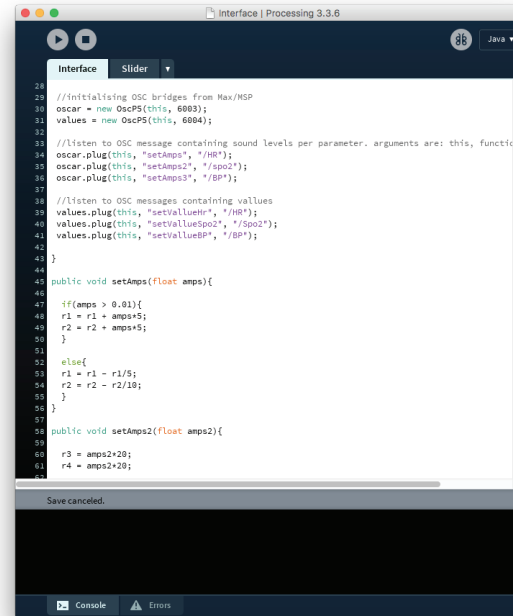 Interface | Processing 3.3.6
Java ▾
Interface Slider ▾
28
29 //initialising OSC bridges from Max/MSP
30 oscar = new OscP5(this, 6003);
31 values = new OscP5(this, 6004);
32
33 //listen to OSC message containing sound levels per parameter. arguments are: this, functio
34 oscar.plug(this, "setAmps", "/HR");
35 oscar.plug(this, "setAmps2", "/spo2");
36 oscar.plug(this, "setAmps3", "/BP");
37
38 //listen to OSC messages containing vallues
39 values.plug(this, "setVallueHr", "/HR");
40 values.plug(this, "setVallueSpo2", "/Spo2");
41 values.plug(this, "setVallueBP", "/BP");
42
43 }
44
45 public void setAmps(float amps){
46
47 if(amps > 0.01){
48 r1 = r1 + amps*5;
49 r2 = r2 + amps*5;
50 }
51
52 else{
53 r1 = r1 - r1/5;
54 r2 = r2 - r2/10;
55 }
56 }
57
58 public void setAmps2(float amps2){
59
60 r3 = amps2*20;
61 r4 = amps2*20;
62
Save canceled.
Console Errors